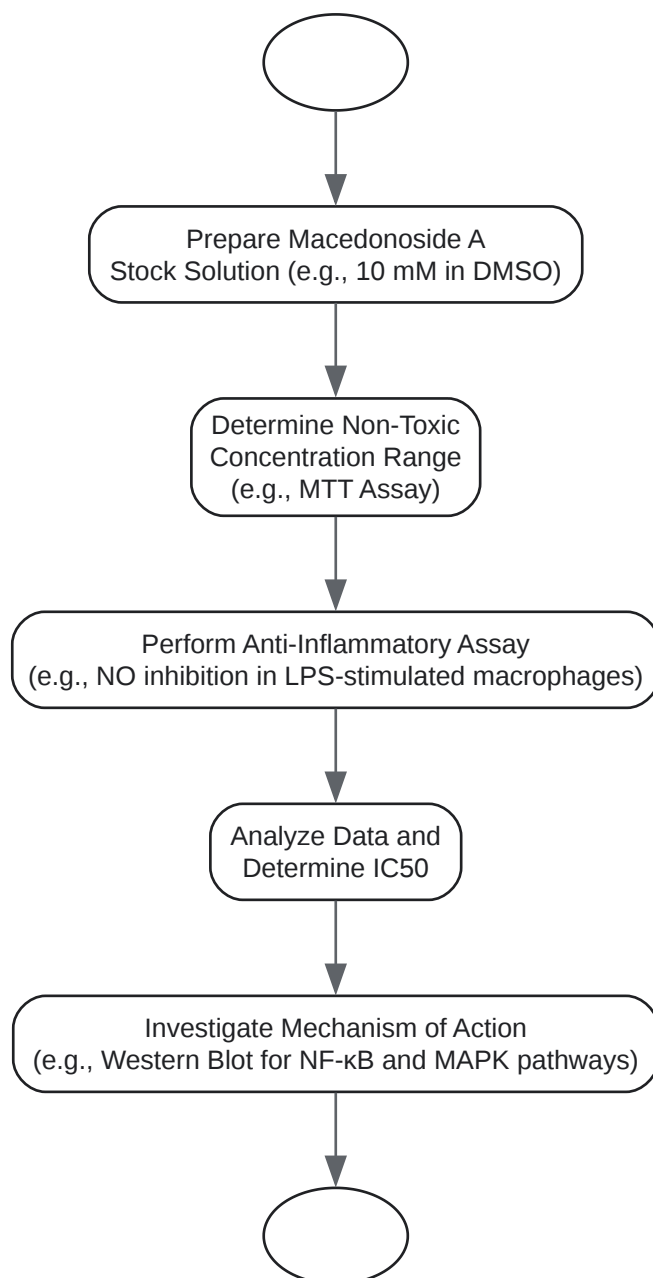 Prepare Macedonoside A
Stock Solution (e.g., 10 mM in DMSO)
Determine Non-Toxic
Concentration Range
(e.g., MTT Assay)
Perform Anti-Inflammatory Assay
(e.g., NO inhibition in LPS-stimulated macrophages)
Analyze Data and
Determine IC50
Investigate Mechanism of Action
(e.g., Western Blot for NF-κB and MAPK pathways)